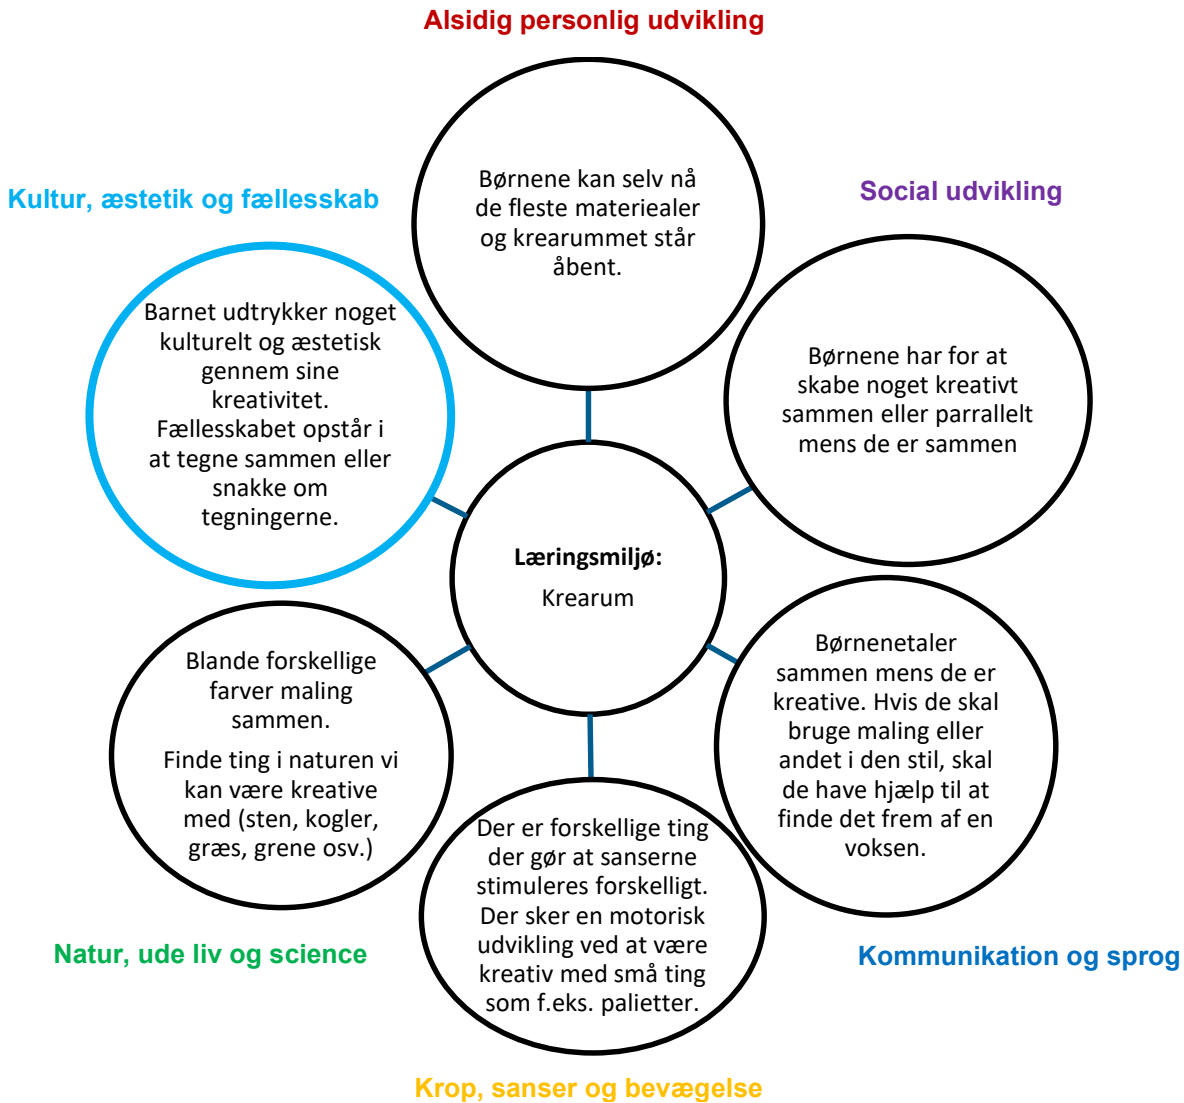 Alsidig personlig udvikling
Børnene kan selv nå
de fleste materiealer
og krearummet står
åbent.
Social udvikling
Børnene har for at
skabe noget kreativt
sammen eller parrallelt
mens de er sammen
Kultur, æstetik og fællesskab
Barnet udtrykker noget
kulturelt og æstetisk
gennem sine
kreativitet.
Fællesskabet opstår i
at tegne sammen eller
snakke om
tegningerne.
Læringsmiljø:
Krearum
Børnenetaler
sammen mens de er
kreative. Hvis de skal
bruge maling eller
andet i den stil, skal
de have hjælp til at
finde det frem af en
voksen.
Kommunikation og sprog
Blande forskellige
farver maling
sammen.
Finde ting i naturen vi
kan være kreative
med (sten, kogler,
græs, grene osv.)
Natur, ude liv og science
Der er forskellige ting
der gør at sanserne
stimuleres forskelligt.
Der sker en motorisk
udvikling ved at være
kreativ med små ting
som f.eks. palietter.
Krop, sanser og bevægelse